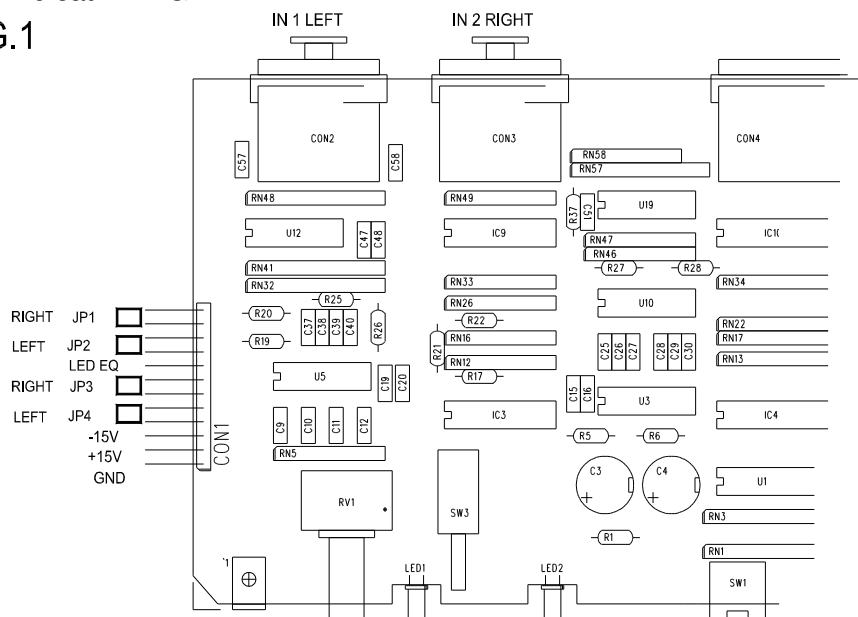 IN 1 LEFT IN 2 RIGHT
G.1
CON2 CON3 CON4
C57 C58
RN58
RN57
RN48 RN49
R37 C51 U19
U12 C47 C48 IC9 IC10
RN47
RN46
RN41
RN32 RN33 R27 R28 RN34
R25 RN26 U10
R20 C37 C38 C39 C40 R26 R22 RN22
RIGHT JP1
R19 R21 RN16 C25 C26 C27 C28 C29 C30 RN17
LEFT JP2
RN12 RN13
LED EQ
U5 C19 C20 R17
RIGHT JP3
C15 C16 U3
LEFT JP4
C9 C10 C11 C12 IC3 IC4
-15V
R5 R6
+15V
CON1 RN5
GND
C3 C4 U1
RV1 SW3
RN3
R1
RN1
LED1 LED2
SW1